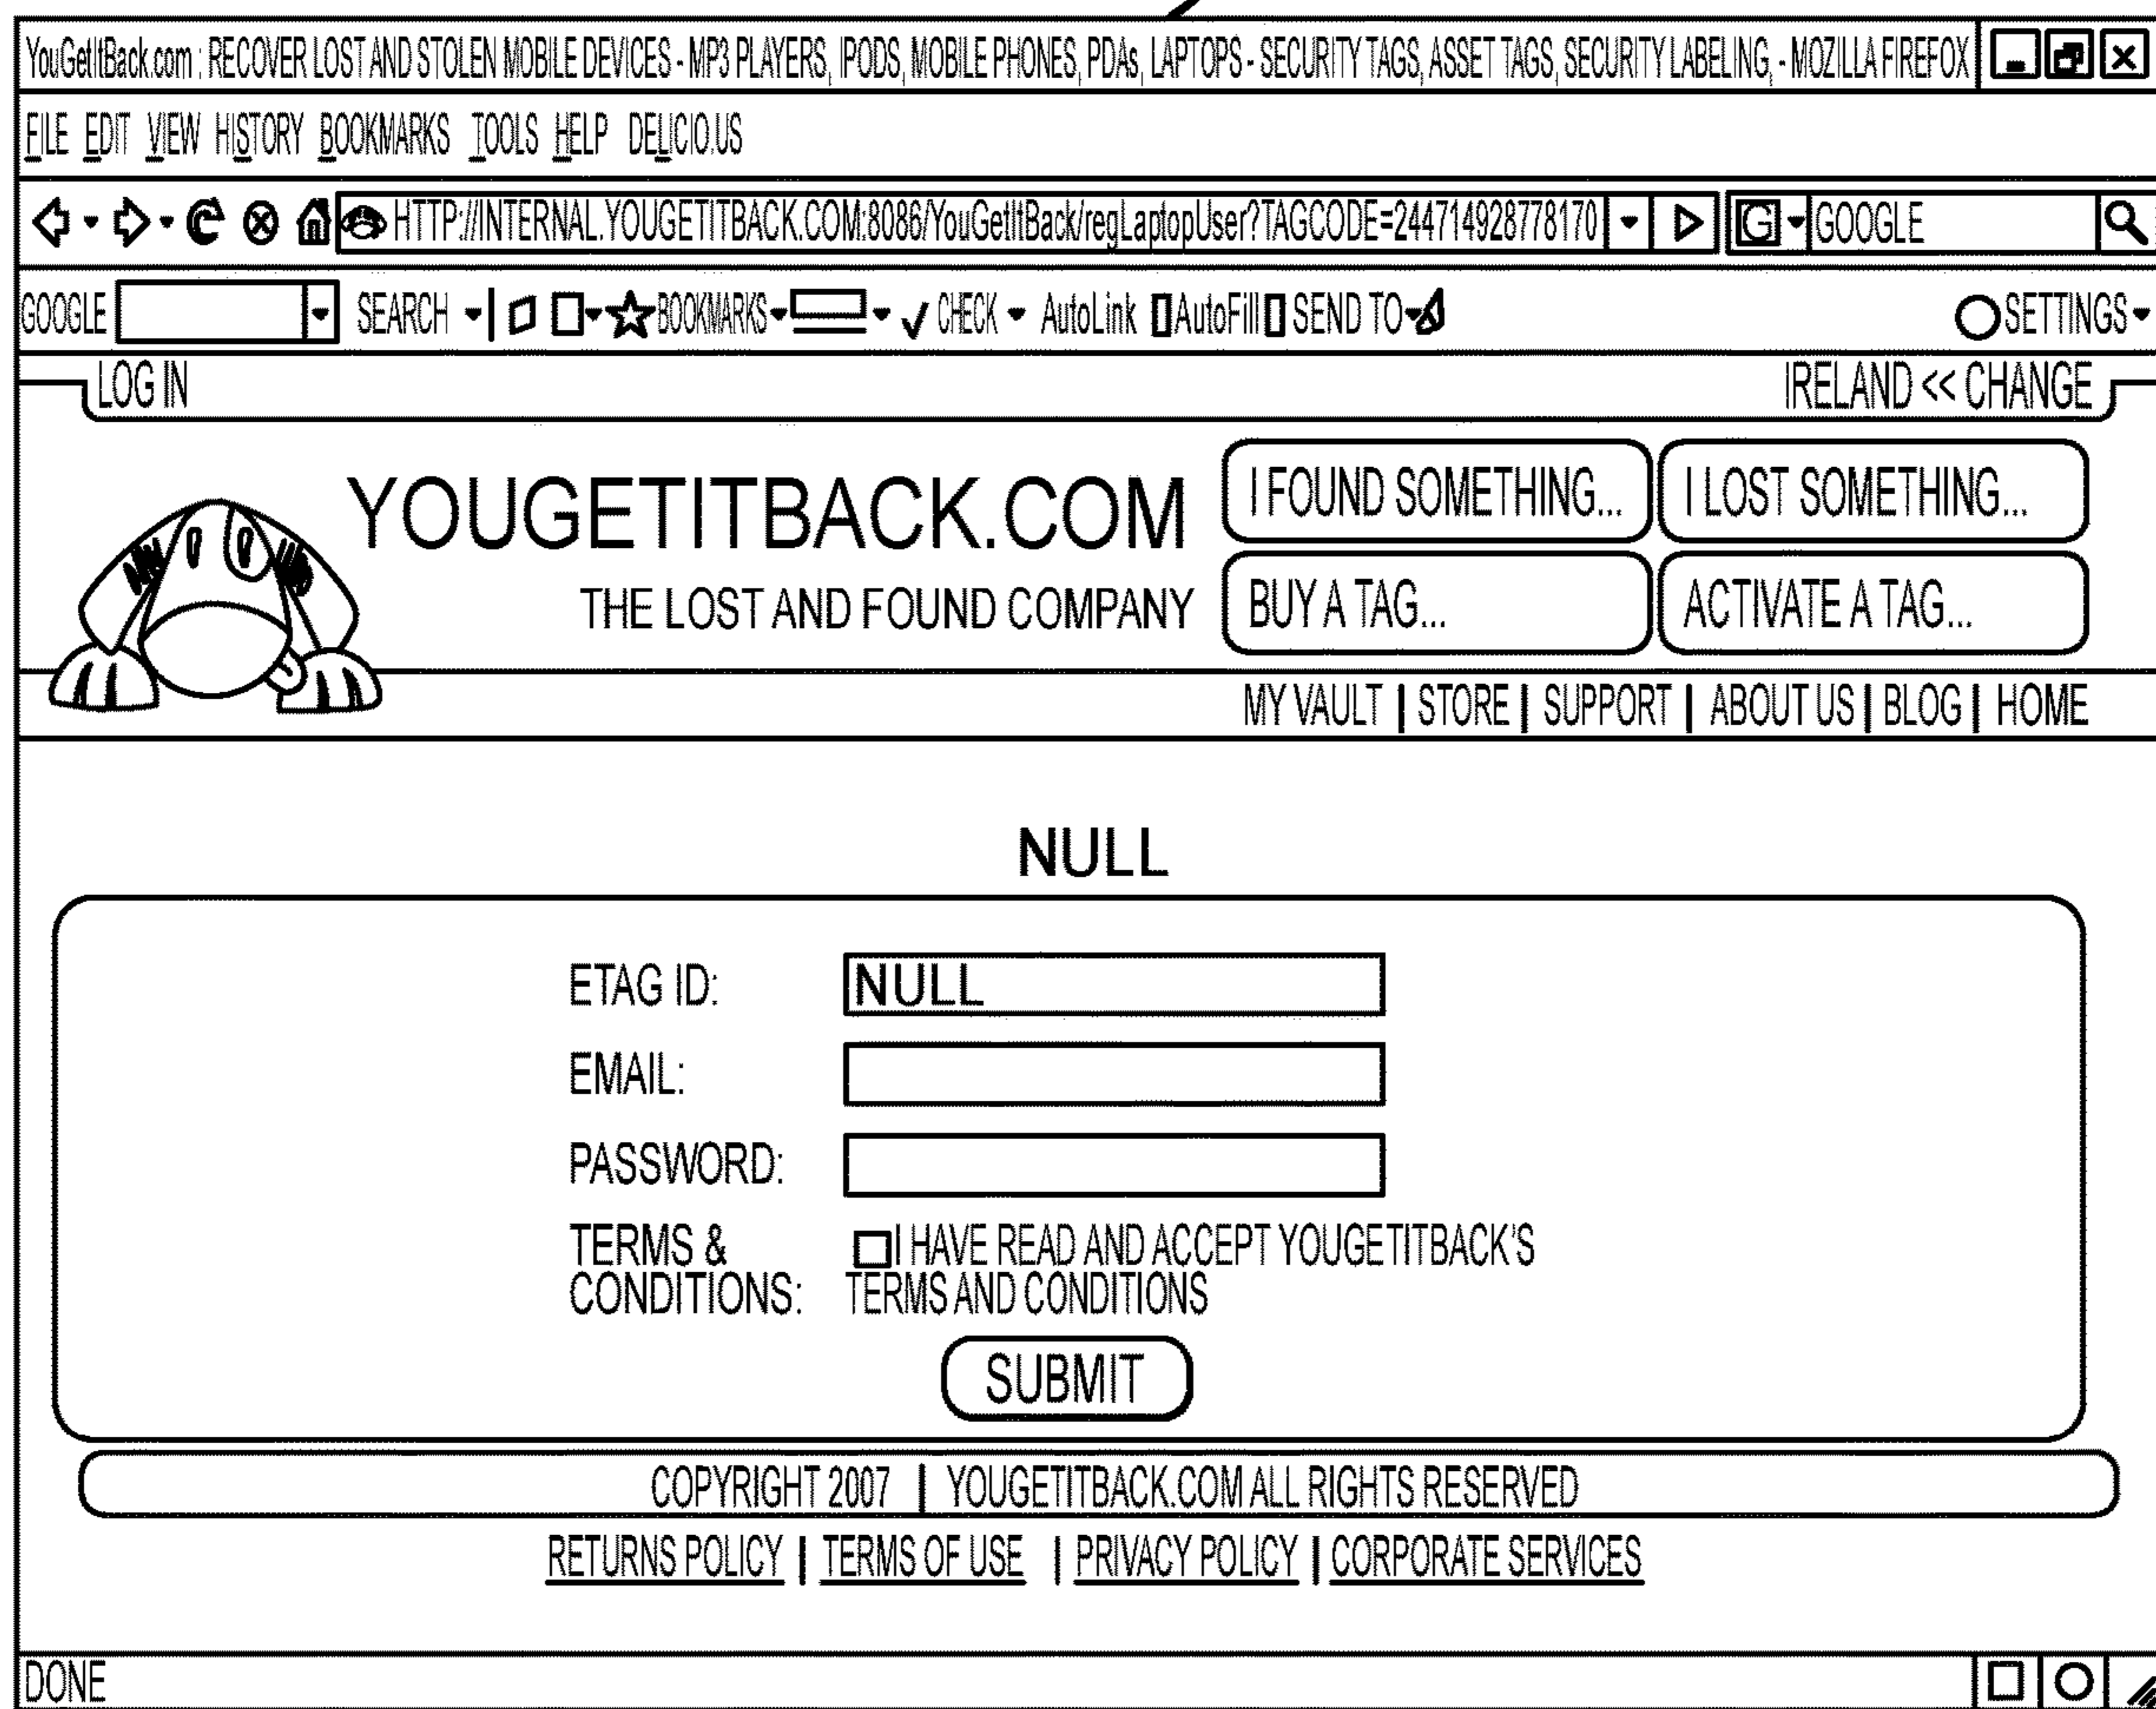 YouGetItBack.com : RECOVER LOST AND STOLEN MOBILE DEVICES - MP3 PLAYERS, IPODS, MOBILE PHONES, PDAs, LAPTOPS - SECURITY TAGS, ASSET TAGS, SECURITY LABELING, - MOZILLA FIREFOX
FILE EDIT VIEW HISTORY BOOKMARKS TOOLS HELP DELICIO.US
HTTP://INTERNAL.YOUGETITBACK.COM:8086/YouGetItBack/regLaptopUser?TAGCODE=244714928778170 G GOOGLE
GOOGLE SEARCH BOOKMARKS CHECK AutoLink AutoFill SEND TO SETTINGS
LOG IN IRELAND << CHANGE
YOUGETITBACK.COM
THE LOST AND FOUND COMPANY
I FOUND SOMETHING... I LOST SOMETHING...
BUY A TAG... ACTIVATE A TAG...
MY VAULT | STORE | SUPPORT | ABOUT US | BLOG | HOME
NULL
ETAG ID: NULL
EMAIL:
PASSWORD:
TERMS & I HAVE READ AND ACCEPT YOUGETITBACK'S
CONDITIONS: TERMS AND CONDITIONS
SUBMIT
COPYRIGHT 2007 | YOUGETITBACK.COM ALL RIGHTS RESERVED
RETURNS POLICY | TERMS OF USE | PRIVACY POLICY | CORPORATE SERVICES
DONE